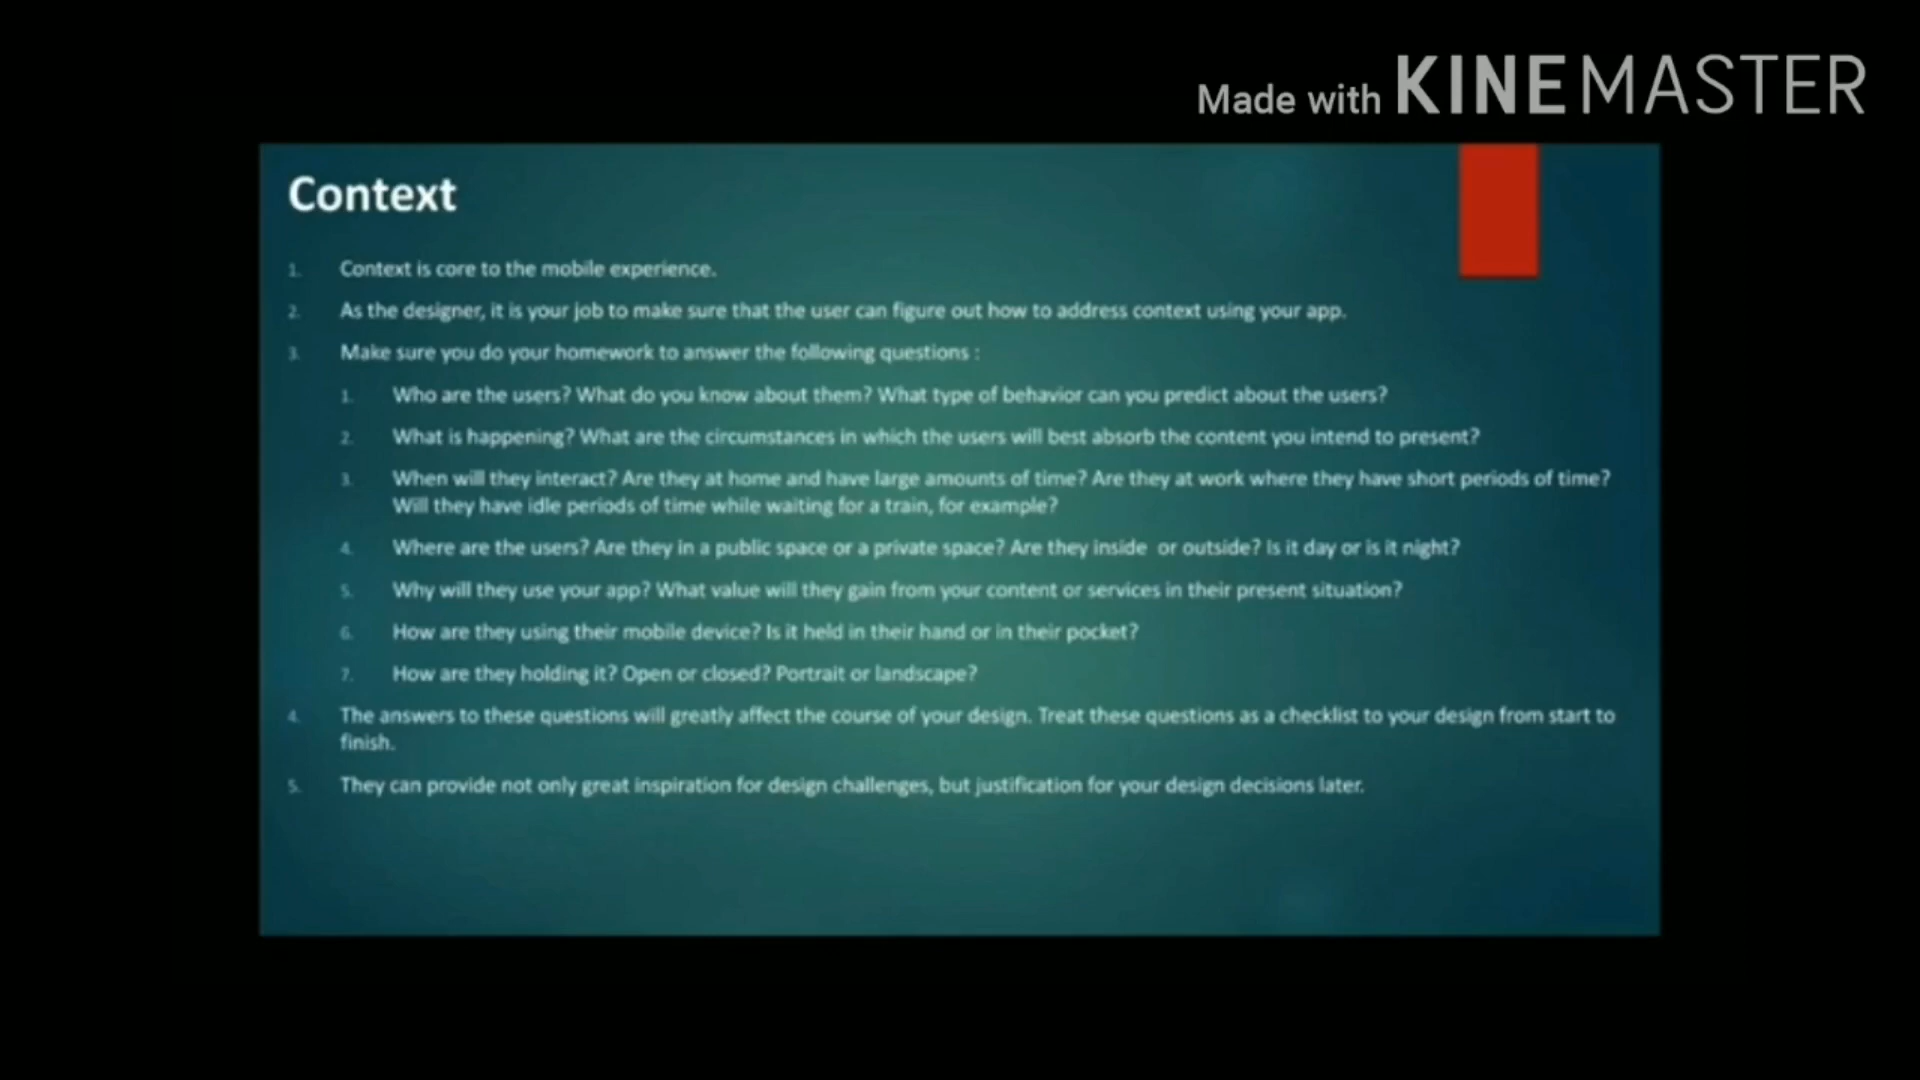 Made with KINEMASTER
Context
1. Context is core to the mobile experience.
2. As the designer, it is your job to make sure that the user can figure out how to address context using your app.
3. Make sure you do your homework to answer the following questions :
1. Who are the users? What do you know about them? What type of behavior can you predict about the users?
2. What is happening? What are the circumstances in which the users will best absorb the content you intend to present?
3. When will they interact? Are they at home and have large amounts of time? Are they at work where they have short periods of time?
Will they have idle periods of time while waiting for a train, for example?
4. Where are the users? Are they in a public space or a private space? Are they inside or outside? Is it day or is it night?
5. Why will they use your app? What value will they gain from your content or services in their present situation?
6. How are they using their mobile device? Is it held in their hand or in their pocket?
7. How are they holding it? Open or closed? Portrait or landscape?
4. The answers to these questions will greatly affect the course of your design. Treat these questions as a checklist to your design from start to
finish.
5. They can provide not only great inspiration for design challenges, but justification for your design decisions later.